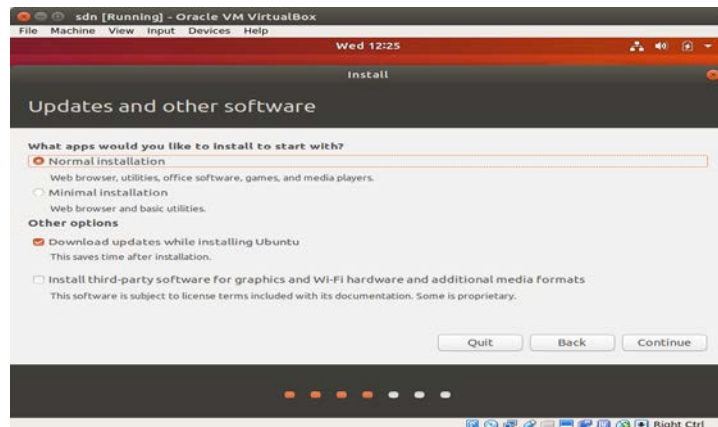 sdn [Running] - Oracle VM VirtualBox
File Machine View Input Devices Help
Wed 12:25
Install
Updates and other software
What apps would you like to install to start with?
Normal installation
Web browser, utilities, office software, games, and media players.
Minimal installation
Web browser and basic utilities.
Other options
Download updates while installing Ubuntu
This saves time after installation.
Install third-party software for graphics and Wi-Fi hardware and additional media formats
This software is subject to license terms included with its documentation. Some is proprietary.
Quit Back Continue
Right Ctrl